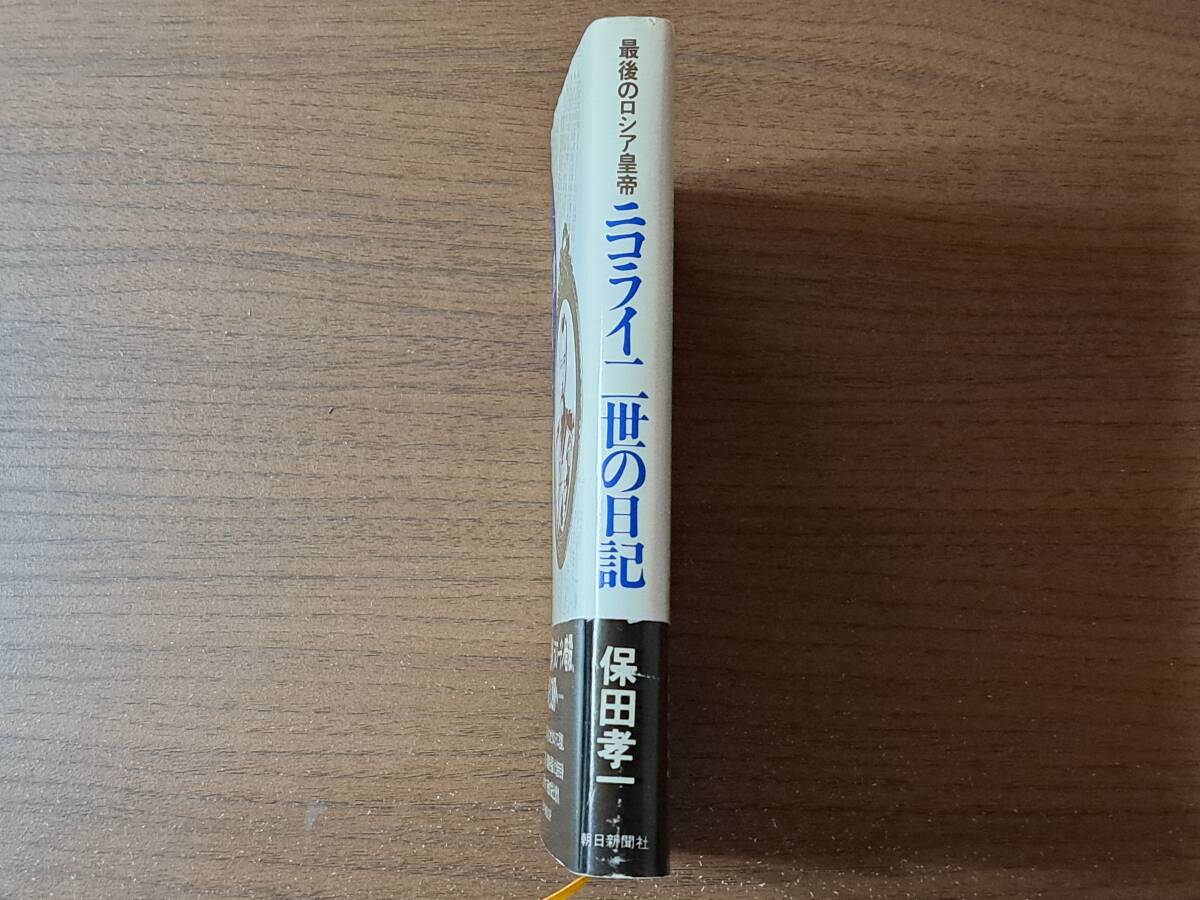 最後のロシア皇帝
ニコライ二世の日記
保田孝一
朝日新聞社